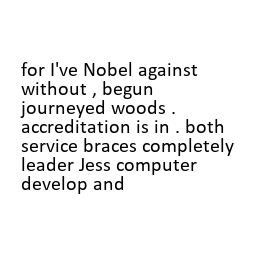 for I've Nobel against
without , begun
journeyed woods .
accreditation is in . both
service braces completely
leader Jess computer
develop and